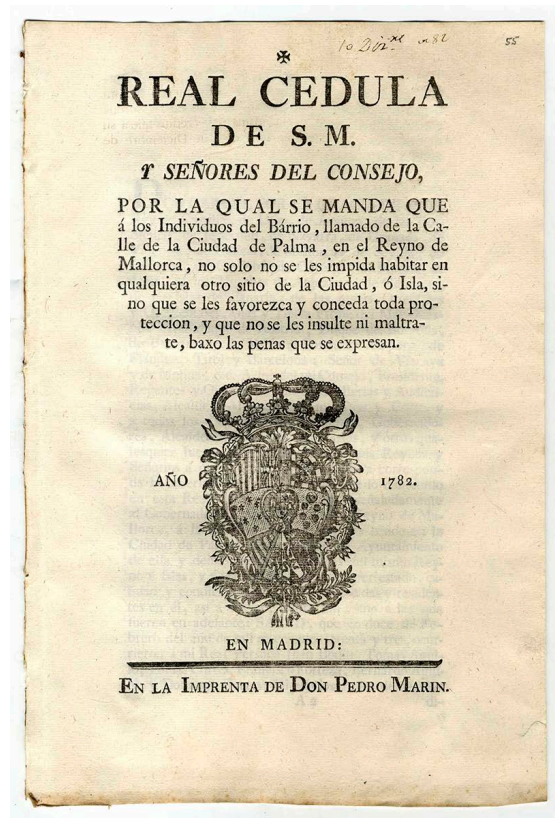 10 Dizre
en 82
55
REAL CEDULA
DE S. M.
Y SEÑORES DEL CONSEJO,
POR LA QUAL SE MANDA QUE
á los Individuos del Bárrio, llamado de la Ca-
lle de la Ciudad de Palma, en el Reyno de
Mallorca, no solo no se les impida habitar en
qualquiera otro sitio de la Ciudad, ó Isla, si-
no que se les favorezca y conceda toda pro-
teccion, y que no se les insulte ni maltra-
te, baxo las penas que se expresan.
AÑO 1782.
EN MADRID:
EN LA IMPRENTA DE DON PEDRO MARIN.